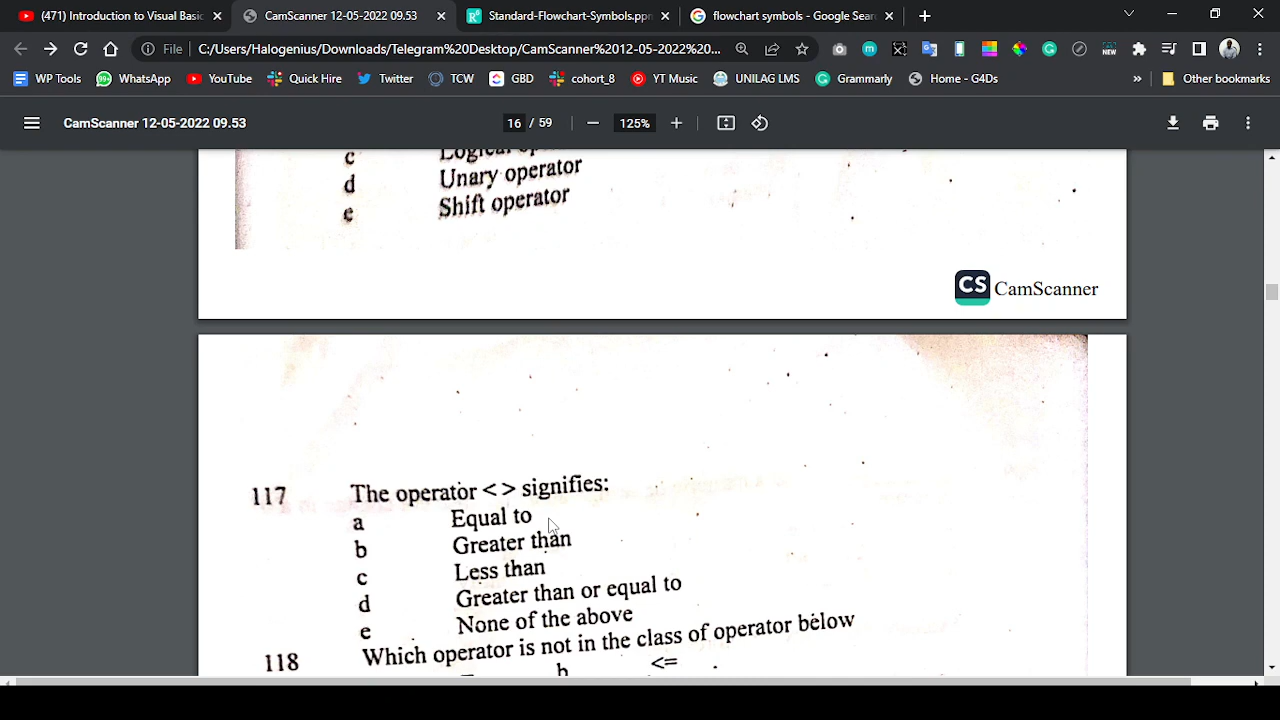 (471) Introduction to Visual Basic
CamScanner 12-05-2022 09.53
Standard-Flowchart-Symbols.ppm
flowchart symbols - Google Sear
File
C:/Users/Halogenius/Downloads/Telegram%20Desktop/CamScanner%2012-05-2022%20...
WP Tools
WhatsApp
YouTube
Quick Hire
Twitter
TCW
GBD
cohort_8
YT Music
UNILAG LMS
Grammarly
Home - G4Ds
»
Other bookmarks
CamScanner 12-05-2022 09.53
16 / 59
125%
c
d Unary operator
e Shift operator
CS CamScanner
117 The operator < > signifies:
a Equal to
b Greater than
c Less than
d Greater than or equal to
e None of the above
118 Which operator is not in the class of operator below
b <=